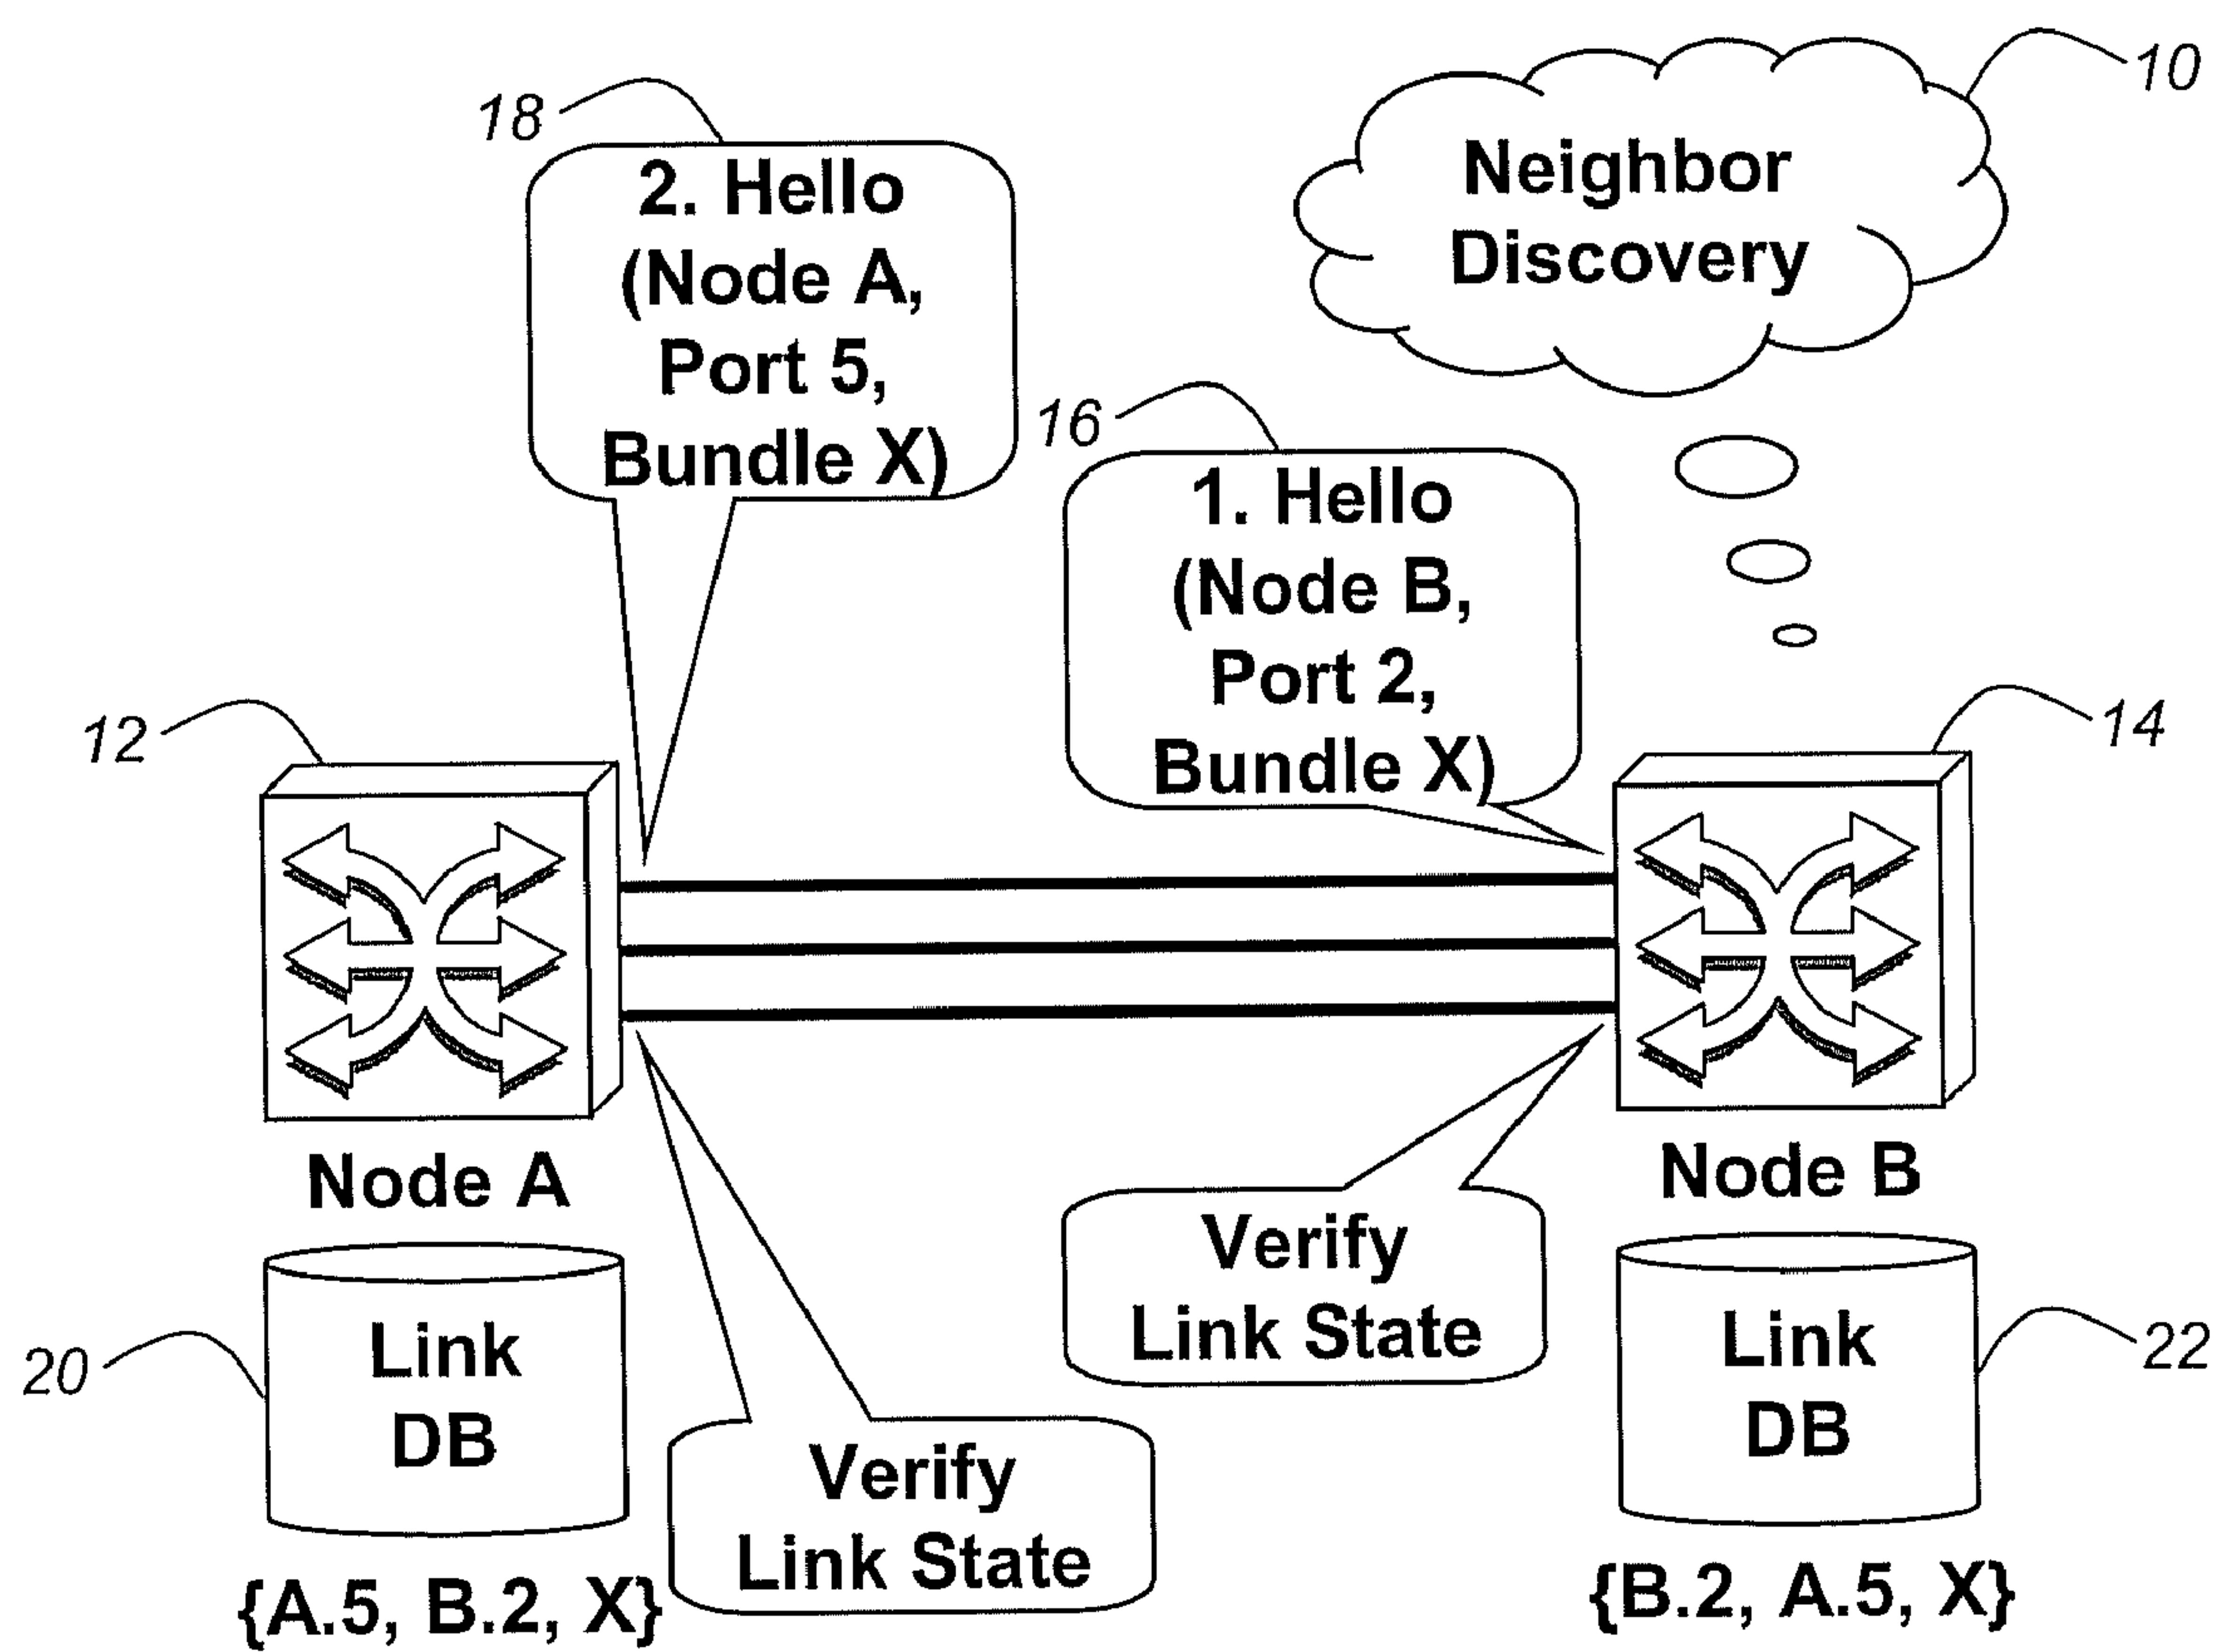 10
Neighbor
Discovery
18
2. Hello
(Node A,
Port 5,
Bundle X)
16
1. Hello
(Node B,
Port 2,
Bundle X)
12
14
Node A
Node B
Verify
Link State
20
Link
DB
22
Link
DB
Verify
Link State
{A.5, B.2, X}
{B.2, A.5, X}